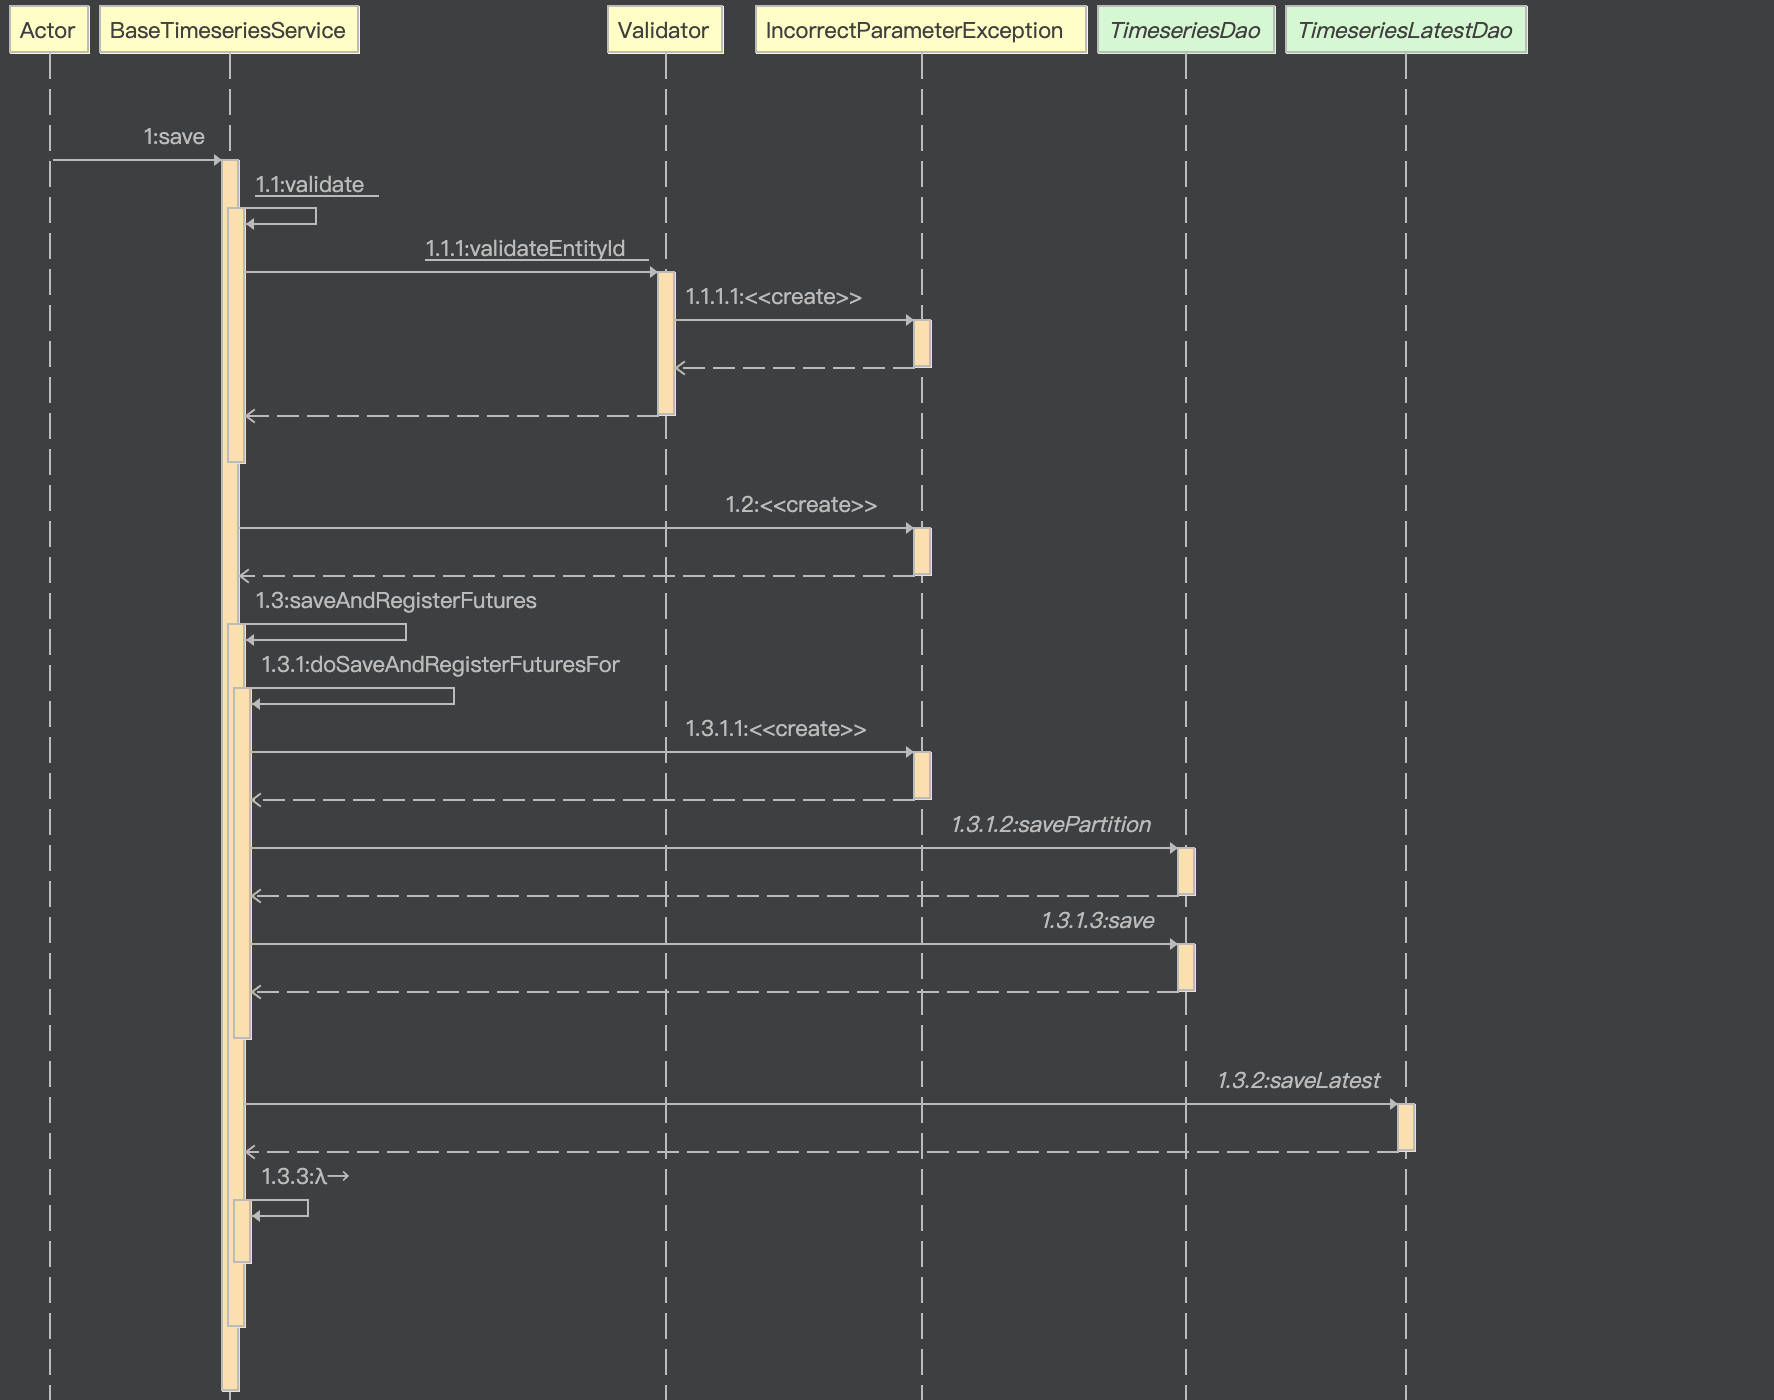 Actor
BaseTimeseriesService
Validator
IncorrectParameterException
TimeseriesDao
TimeseriesLatestDao
1:save
1.1:validate
1.1.1:validateEntityId
1.1.1.1:<<create>>
1.2:<<create>>
1.3:saveAndRegisterFutures
1.3.1:doSaveAndRegisterFuturesFor
1.3.1.1:<<create>>
1.3.1.2:savePartition
1.3.1.3:save
1.3.2:saveLatest
1.3.3:λ→